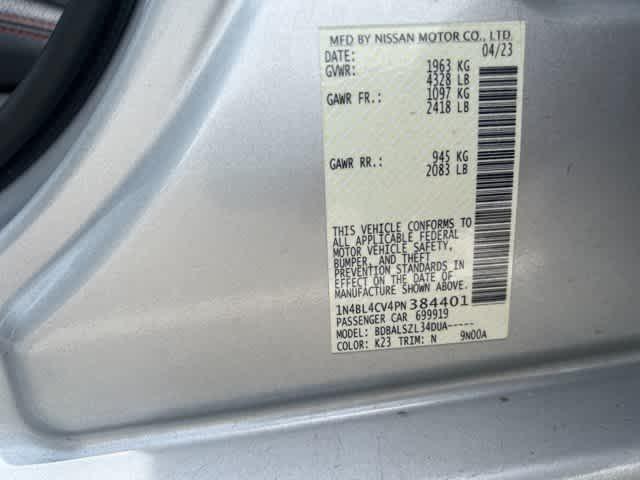 MFD BY NISSAN MOTOR CO., LTD.
DATE: 04/23
GVWR: 1963 KG
4328 LB
GAWR FR.: 1097 KG
2418 LB
GAWR RR.: 945 KG
2083 LB
THIS VEHICLE CONFORMS TO
ALL APPLICABLE FEDERAL
MOTOR VEHICLE SAFETY,
BUMPER, AND THEFT
PREVENTION STANDARDS IN
EFFECT ON THE DATE OF
MANUFACTURE SHOWN ABOVE.
1N4BL4CV4PN384401
PASSENGER CAR 699919
MODEL: BDBALSZL34DUA-----
COLOR: K23 TRIM: N 9N00A